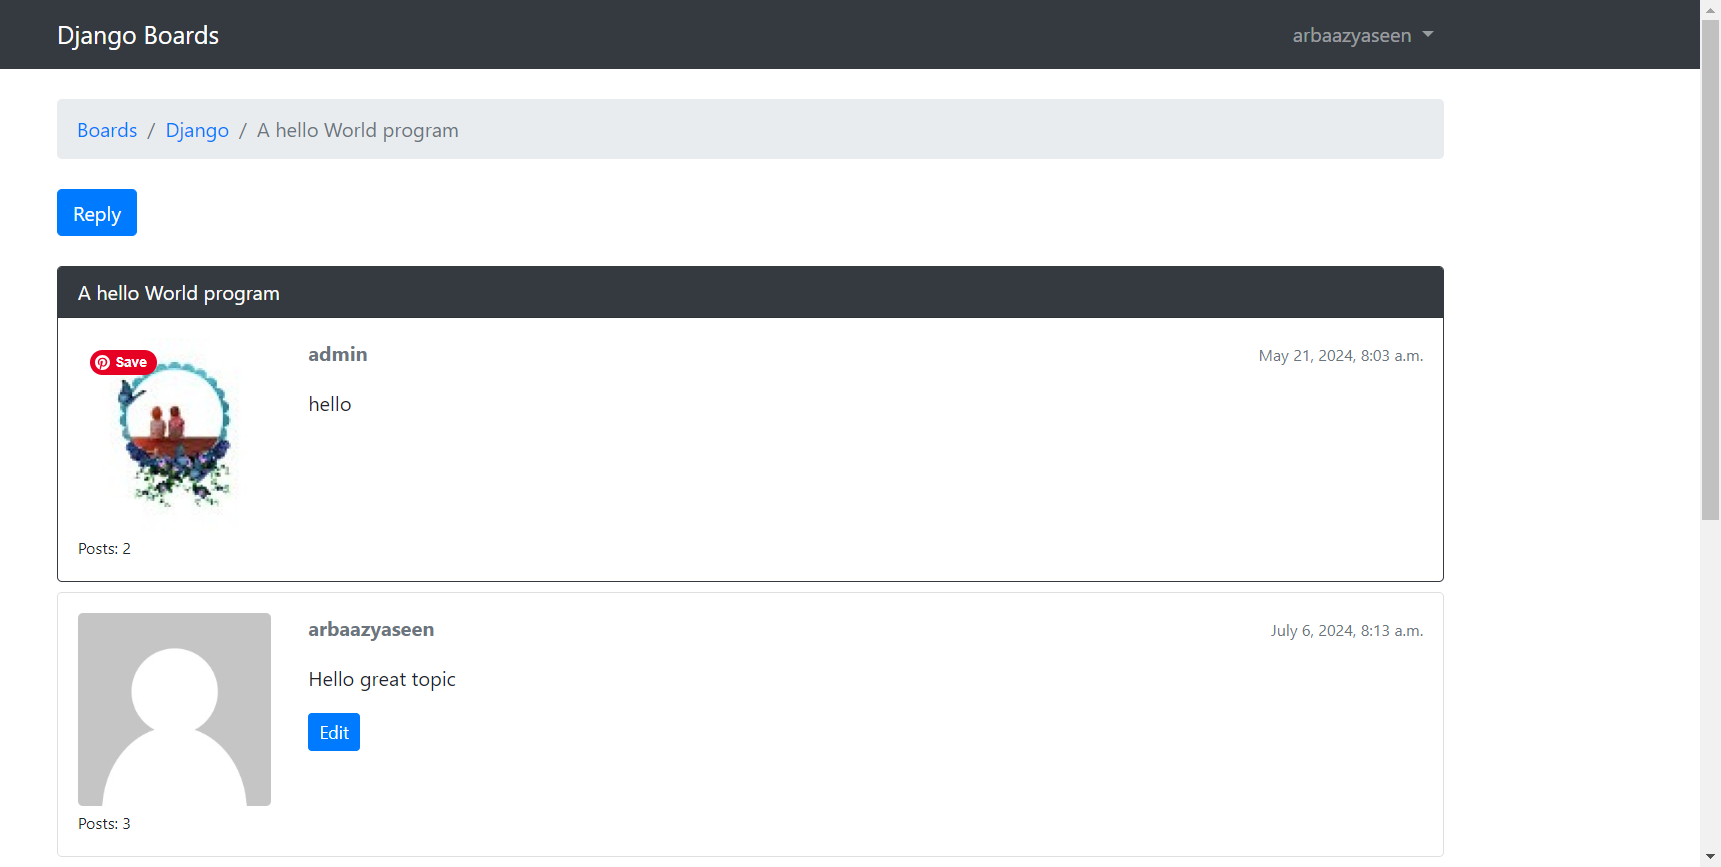 Django Boards
arbaazyaseen
Boards / Django / A hello World program
Reply
A hello World program
Save
admin
May 21, 2024, 8:03 a.m.
hello
Posts: 2
arbaazyaseen
July 6, 2024, 8:13 a.m.
Hello great topic
Edit
Posts: 3